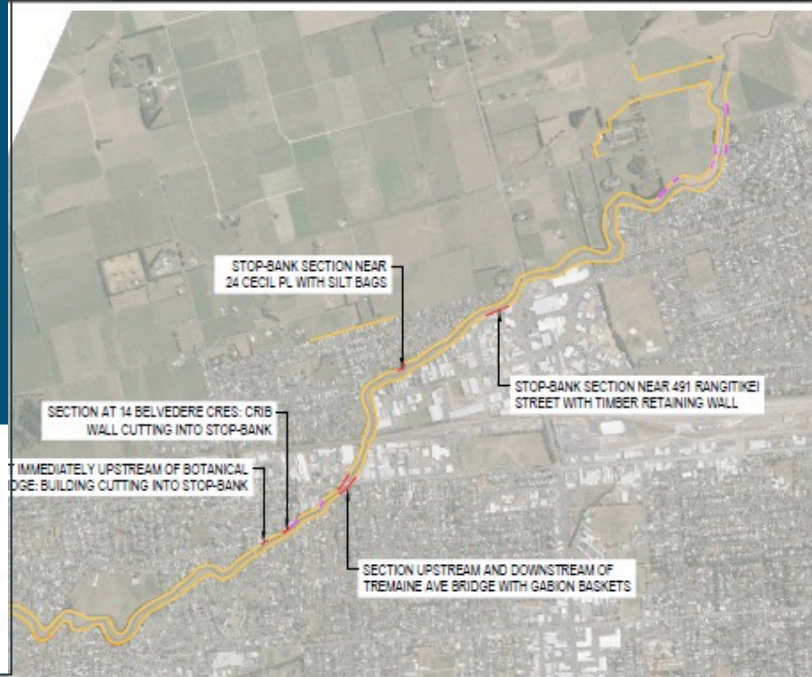 STOP-BANK SECTION NEAR
24 CECIL PL WITH SILT BAGS
STOP-BANK SECTION NEAR 491 RANGITIKEI
STREET WITH TIMBER RETAINING WALL
SECTION AT 14 BELVEDERE CRES: CRIB
WALL CUTTING INTO STOP-BANK
IMMEDIATELY UPSTREAM OF BOTANICAL
BUILDING CUTTING INTO STOP-BANK
SECTION UPSTREAM AND DOWNSTREAM OF
TREMAINE AVE BRIDGE WITH GABION BASKETS